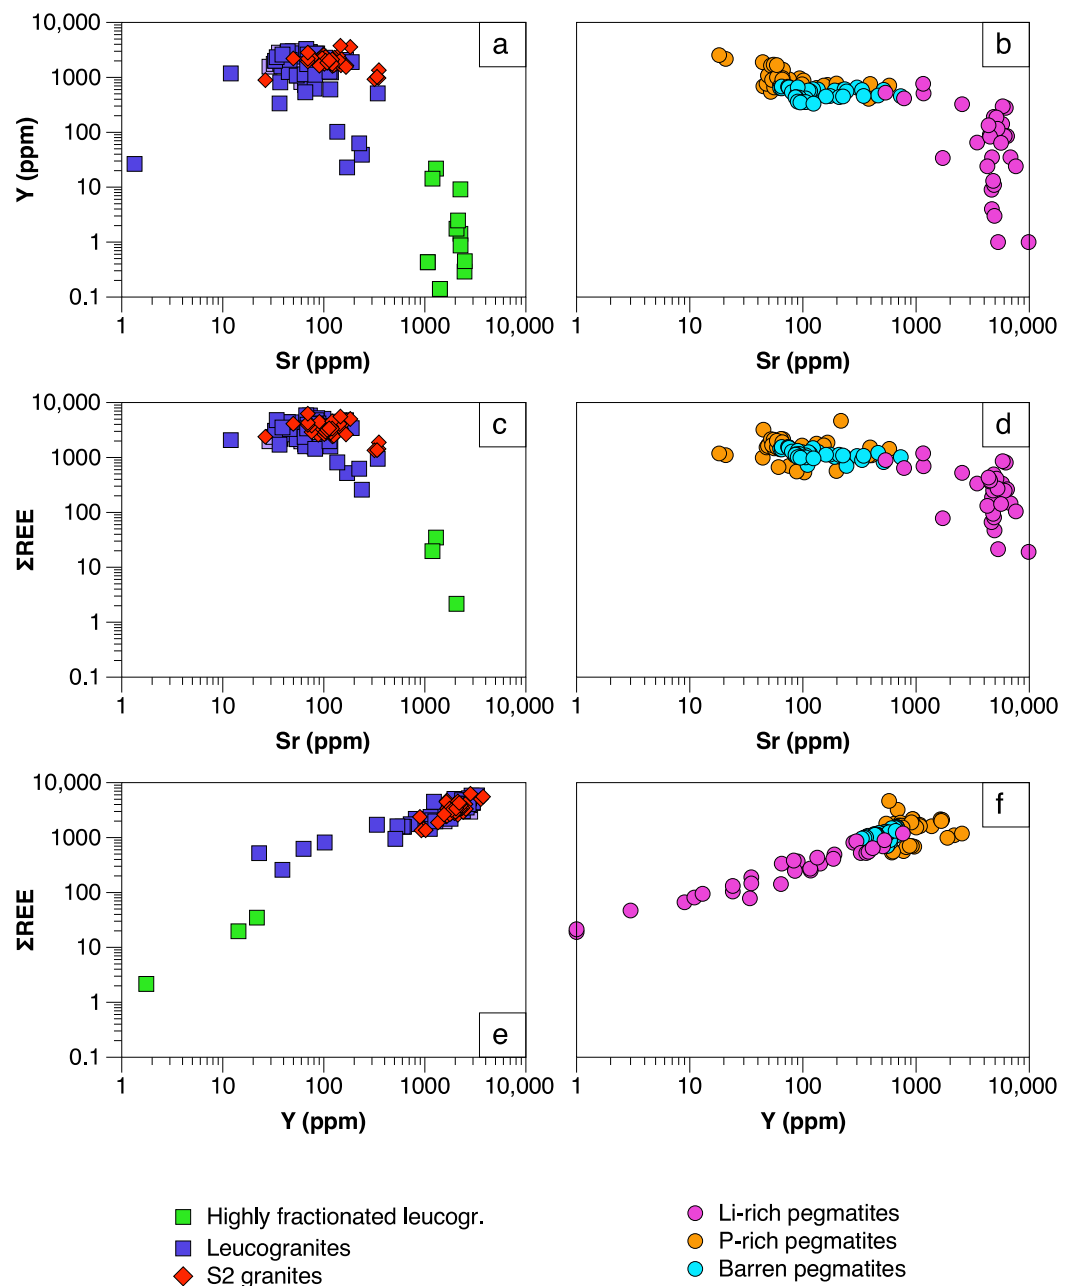 10,000
1000
100
10
1
0.1
Y (ppm)
a
1 10 100 1000 10,000
Sr (ppm)
b
1 10 100 1000 10,000
Sr (ppm)
10,000
1000
100
10
1
0.1
ΣREE
c
1 10 100 1000 10,000
Sr (ppm)
d
1 10 100 1000 10,000
Sr (ppm)
10,000
1000
100
10
1
0.1
ΣREE
e
1 10 100 1000 10,000
Y (ppm)
f
1 10 100 1000 10,000
Y (ppm)
Highly fractionated leucogr.
Leucogranites
S2 granites
Li-rich pegmatites
P-rich pegmatites
Barren pegmatites